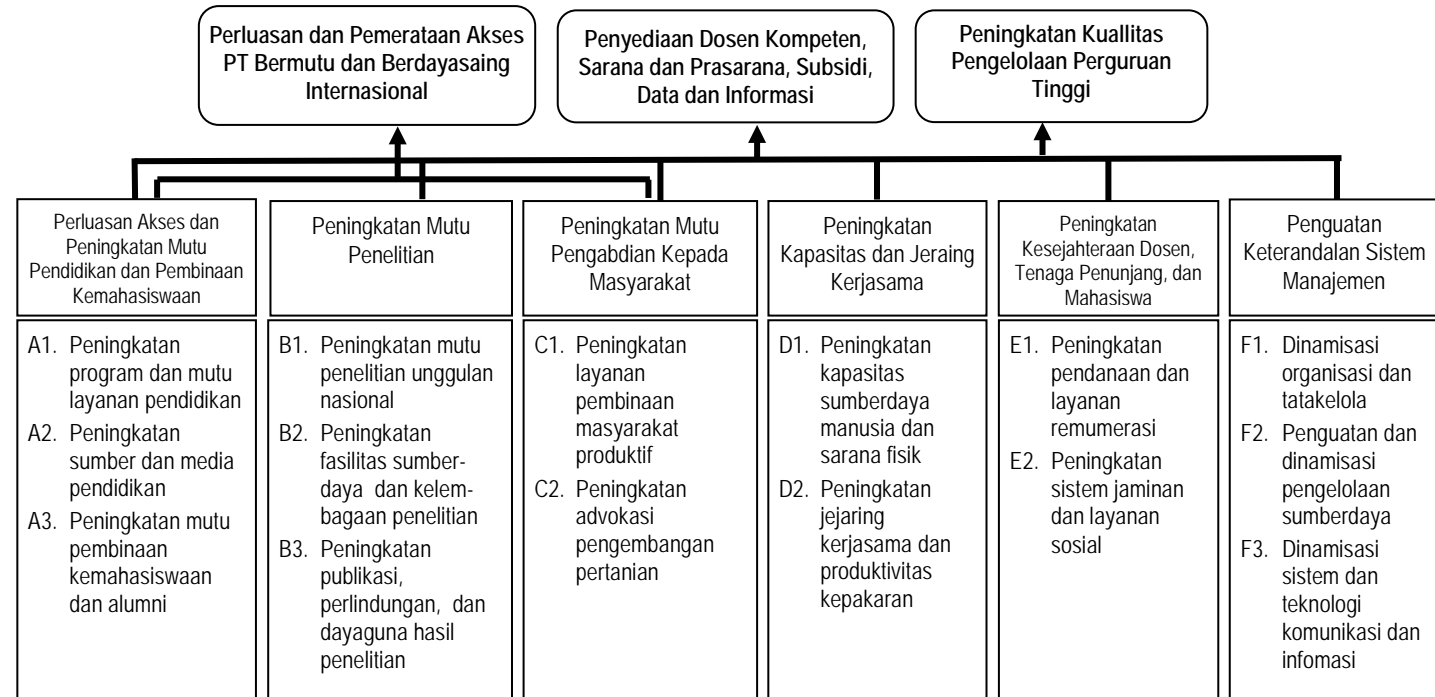 Perluasan dan Pemerataan Akses
PT Bermutu dan Berdayasaing
Internasional
Penyediaan Dosen Kompeten,
Sarana dan Prasarana, Subsidi,
Data dan Informasi
Peningkatan Kuallitas
Pengelolaan Perguruan
Tinggi
Perluasan Akses dan
Peningkatan Mutu
Pendidikan dan Pembinaan
Kemahasiswaan
Peningkatan Mutu
Penelitian
Peningkatan Mutu
Pengabdian Kepada
Masyarakat
Peningkatan
Kapasitas dan Jeraing
Kerjasama
Peningkatan
Kesejahteraan Dosen,
Tenaga Penunjang, dan
Mahasiswa
Penguatan
Keterandalan Sistem
Manajemen
A1. Peningkatan
program dan mutu
layanan pendidikan
A2. Peningkatan
sumber dan media
pendidikan
A3. Peningkatan mutu
pembinaan
kemahasiswaan
dan alumni
B1. Peningkatan mutu
penelitian unggulan
nasional
B2. Peningkatan
fasilitas sumber-
daya dan kelem-
bagaan penelitian
B3. Peningkatan
publikasi,
perlindungan, dan
dayaguna hasil
penelitian
C1. Peningkatan
layanan
pembinaan
masyarakat
produktif
C2. Peningkatan
advokasi
pengembangan
pertanian
D1. Peningkatan
kapasitas
sumberdaya
manusia dan
sarana fisik
D2. Peningkatan
jejaring
kerjasama dan
produktivitas
kepakaran
E1. Peningkatan
pendanaan dan
layanan
remumerasi
E2. Peningkatan
sistem jaminan
dan layanan
sosial
F1. Dinamisasi
organisasi dan
tatakelola
F2. Penguatan dan
dinamisasi
pengelolaan
sumberdaya
F3. Dinamisasi
sistem dan
teknologi
komunikasi dan
infomasi